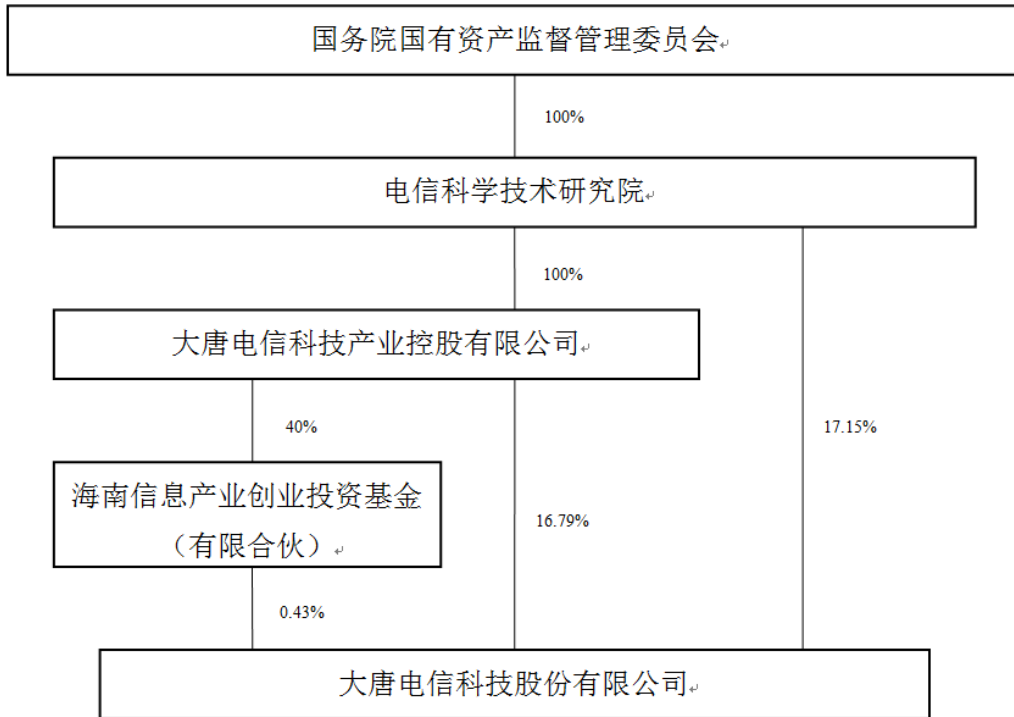 国务院国有资产监督管理委员会
100%
电信科学技术研究院
100%
大唐电信科技产业控股有限公司
40%
17.15%
海南信息产业创业投资基金
（有限合伙）
16.79%
0.43%
大唐电信科技股份有限公司